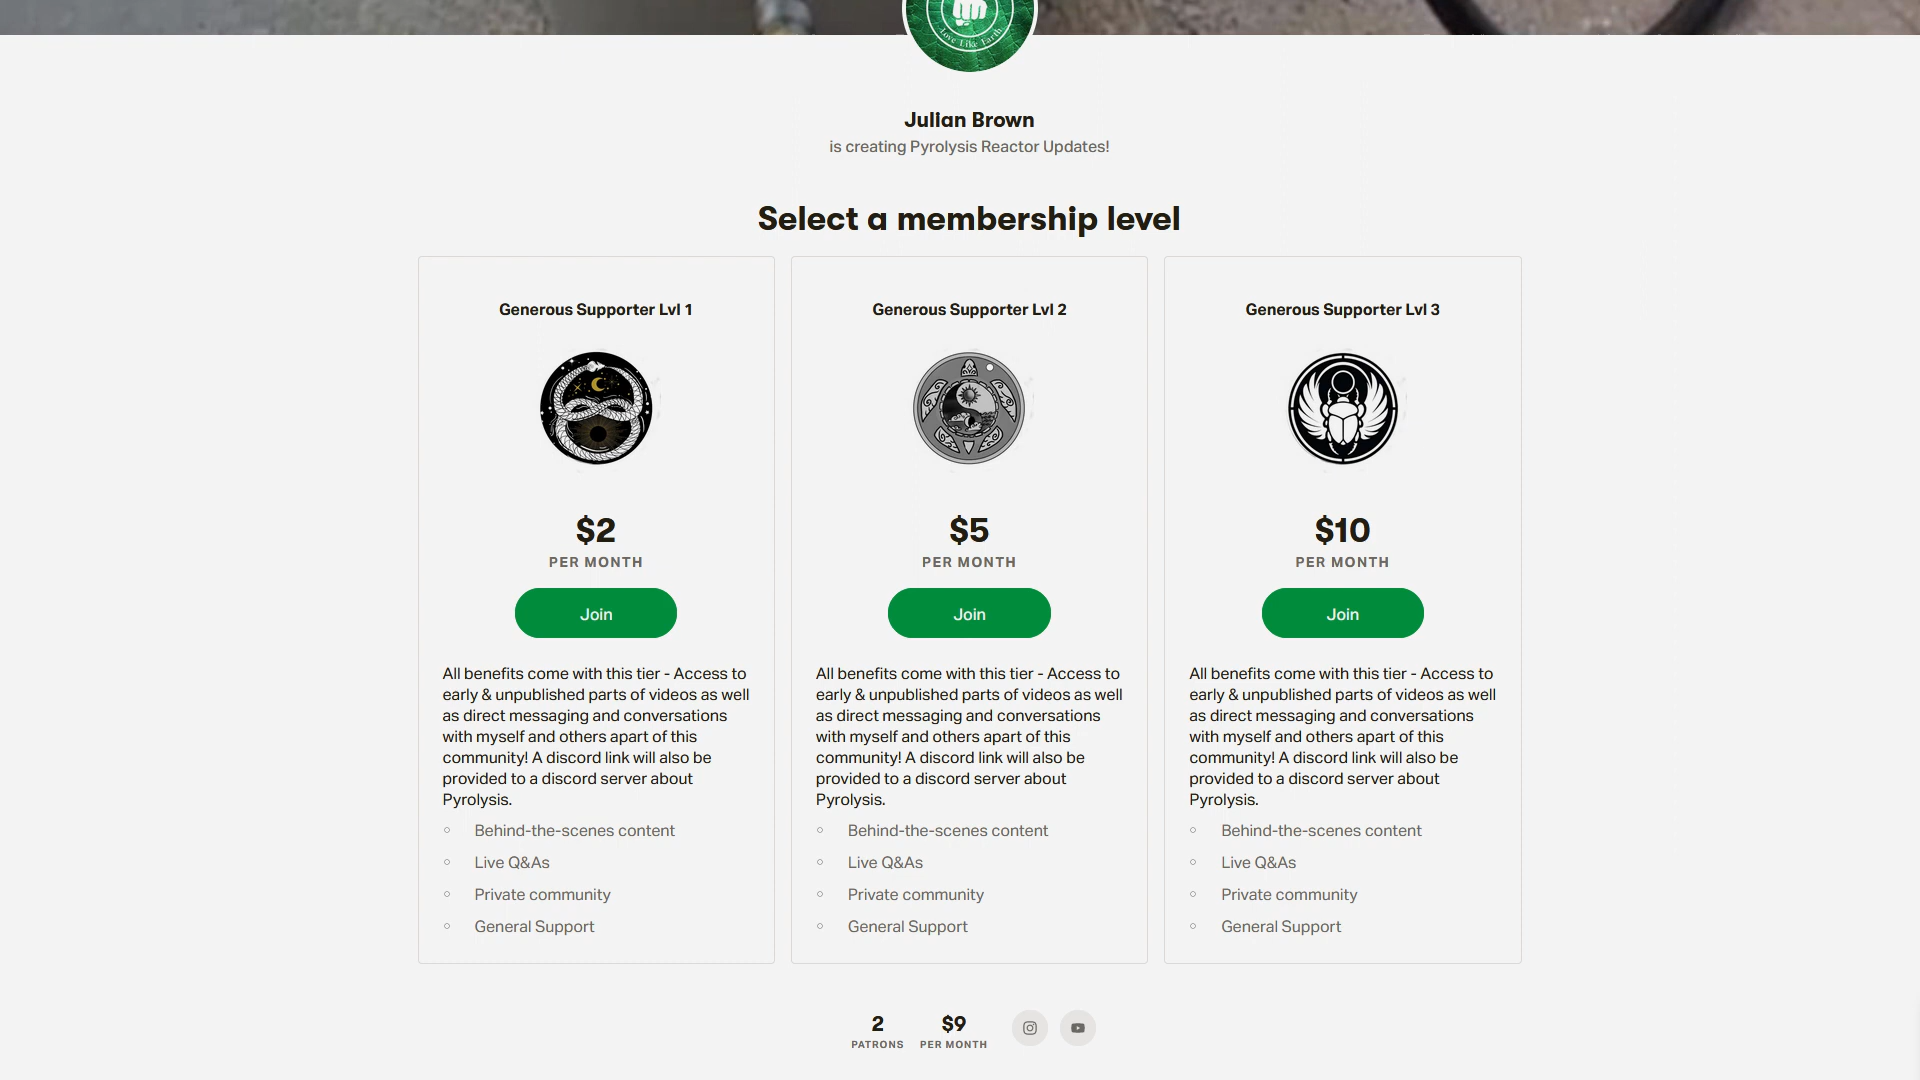 Love Like Earth
Julian Brown
is creating Pyrolysis Reactor Updates!
Select a membership level
Generous Supporter Lvl 1
$2
PER MONTH
Join
All benefits come with this tier - Access to
early & unpublished parts of videos as well
as direct messaging and conversations
with myself and others apart of this
community! A discord link will also be
provided to a discord server about
Pyrolysis.
Behind-the-scenes content
Live Q&As
Private community
General Support
Generous Supporter Lvl 2
$5
PER MONTH
Join
All benefits come with this tier - Access to
early & unpublished parts of videos as well
as direct messaging and conversations
with myself and others apart of this
community! A discord link will also be
provided to a discord server about
Pyrolysis.
Behind-the-scenes content
Live Q&As
Private community
General Support
Generous Supporter Lvl 3
$10
PER MONTH
Join
All benefits come with this tier - Access to
early & unpublished parts of videos as well
as direct messaging and conversations
with myself and others apart of this
community! A discord link will also be
provided to a discord server about
Pyrolysis.
Behind-the-scenes content
Live Q&As
Private community
General Support
2
PATRONS
$9
PER MONTH